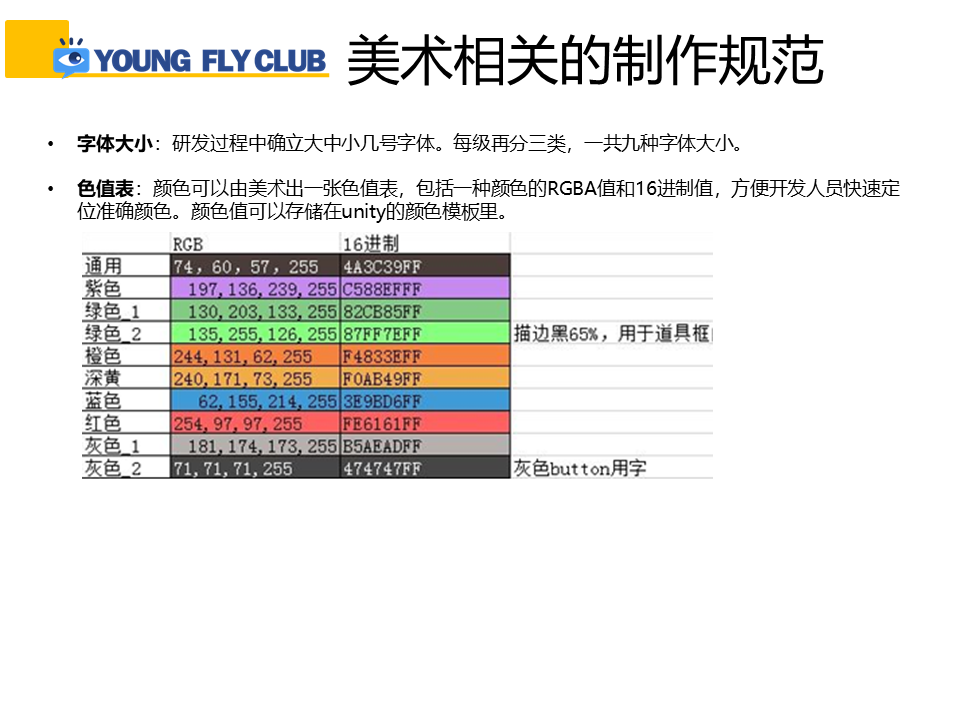 YOUNG FLY CLUB 美术相关的制作规范
• 字体大小：研发过程中确立大中小几号字体。每级再分三类，一共九种字体大小。
• 色值表：颜色可以由美术出一张色值表，包括一种颜色的RGBA值和16进制值，方便开发人员快速定
位准确颜色。颜色值可以存储在unity的颜色模板里。
RGB 16进制
通用 74，60，57，255 4A3C39FF
紫色 197,136,239,255 C588EFFF
绿色_1 130,203,133,255 82CB85FF
绿色_2 135,255,126,255 87FF7EFF 描边黑65%，用于道具框
橙色 244,131,62,255 F4833EFF
深黄 240,171,73,255 F0AB49FF
蓝色 62,155,214,255 3E9BD6FF
红色 254,97,97,255 FE6161FF
灰色_1 181,174,173,255 B5AEADFF
灰色_2 71,71,71,255 474747FF 灰色button用字